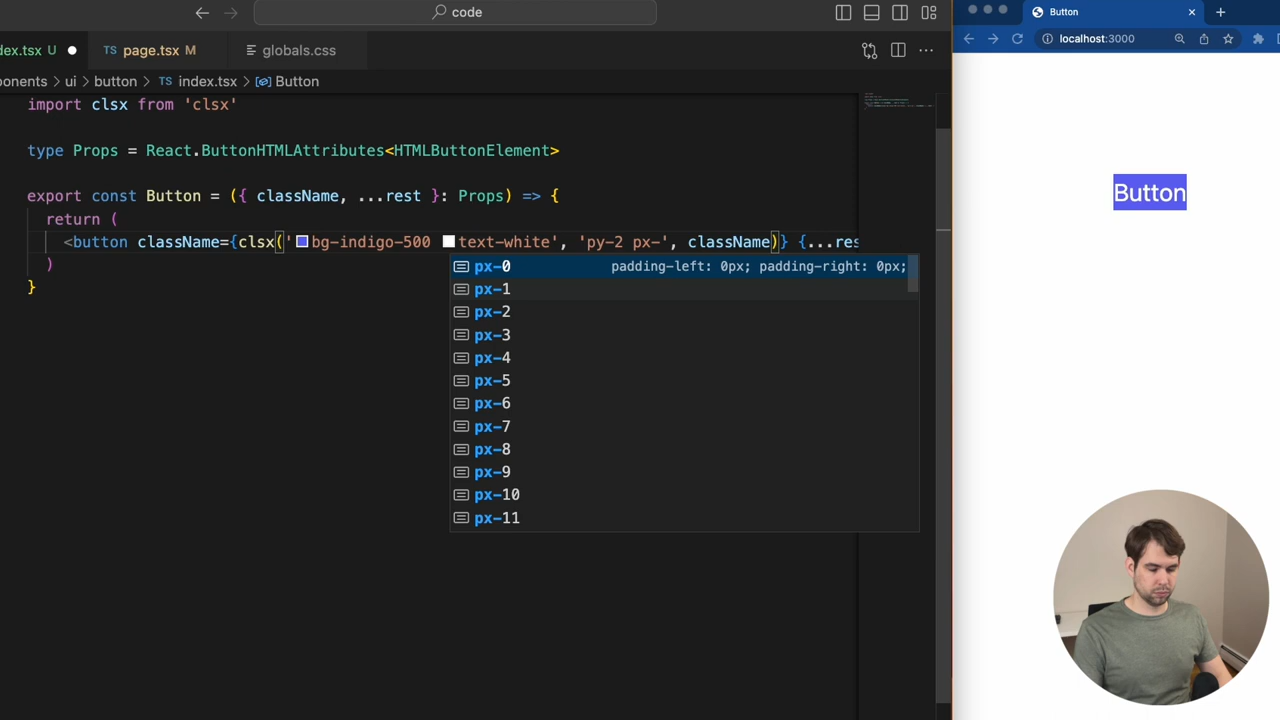 code
dex.tsx U
TS page.tsx M
globals.css
ponents > ui > button > TS index.tsx > Button
import clsx from 'clsx'
type Props = React.ButtonHTMLAttributes<HTMLButtonElement>
export const Button = ({ className, ...rest }: Props) => {
return (
<button className={clsx('bg-indigo-500 text-white', 'py-2 px-', className)} {...res
)
}
px-0 padding-left: 0px; padding-right: 0px;
px-1
px-2
px-3
px-4
px-5
px-6
px-7
px-8
px-9
px-10
px-11
Button
localhost:3000
Button